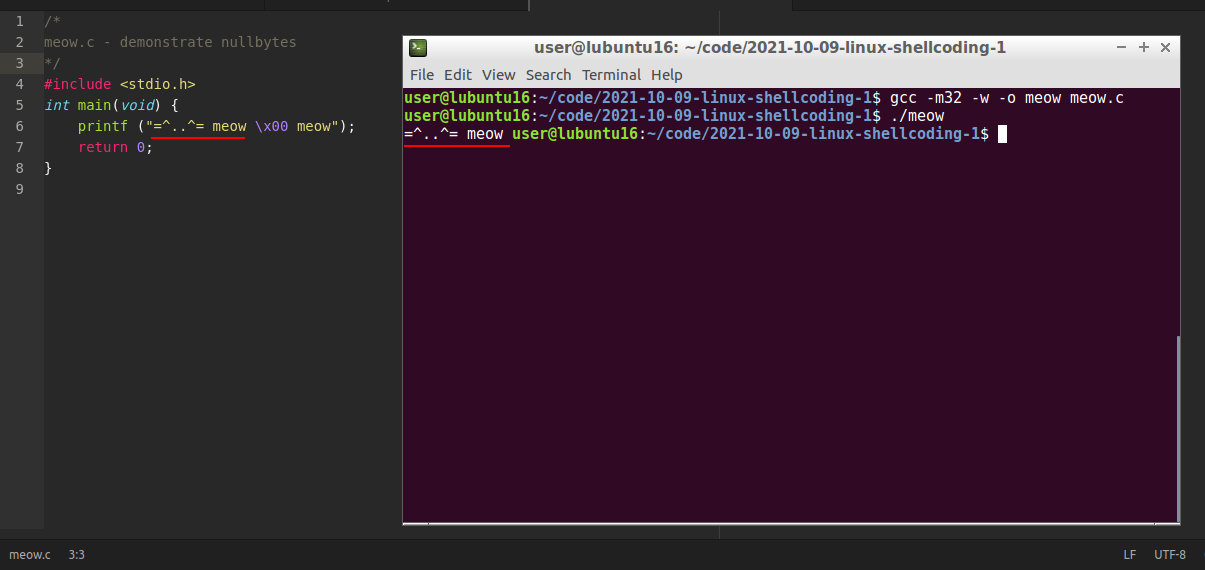 1 /*
2 meow.c - demonstrate nullbytes
3 */
4 #include <stdio.h>
5 int main(void) {
6     printf ("=^..^= meow \x00 meow");
7     return 0;
8 }
9
user@lubuntu16: ~/code/2021-10-09-linux-shellcoding-1
File Edit View Search Terminal Help
user@lubuntu16:~/code/2021-10-09-linux-shellcoding-1$ gcc -m32 -w -o meow meow.c
user@lubuntu16:~/code/2021-10-09-linux-shellcoding-1$ ./meow
=^..^= meow user@lubuntu16:~/code/2021-10-09-linux-shellcoding-1$
meow.c 3:3 LF UTF-8